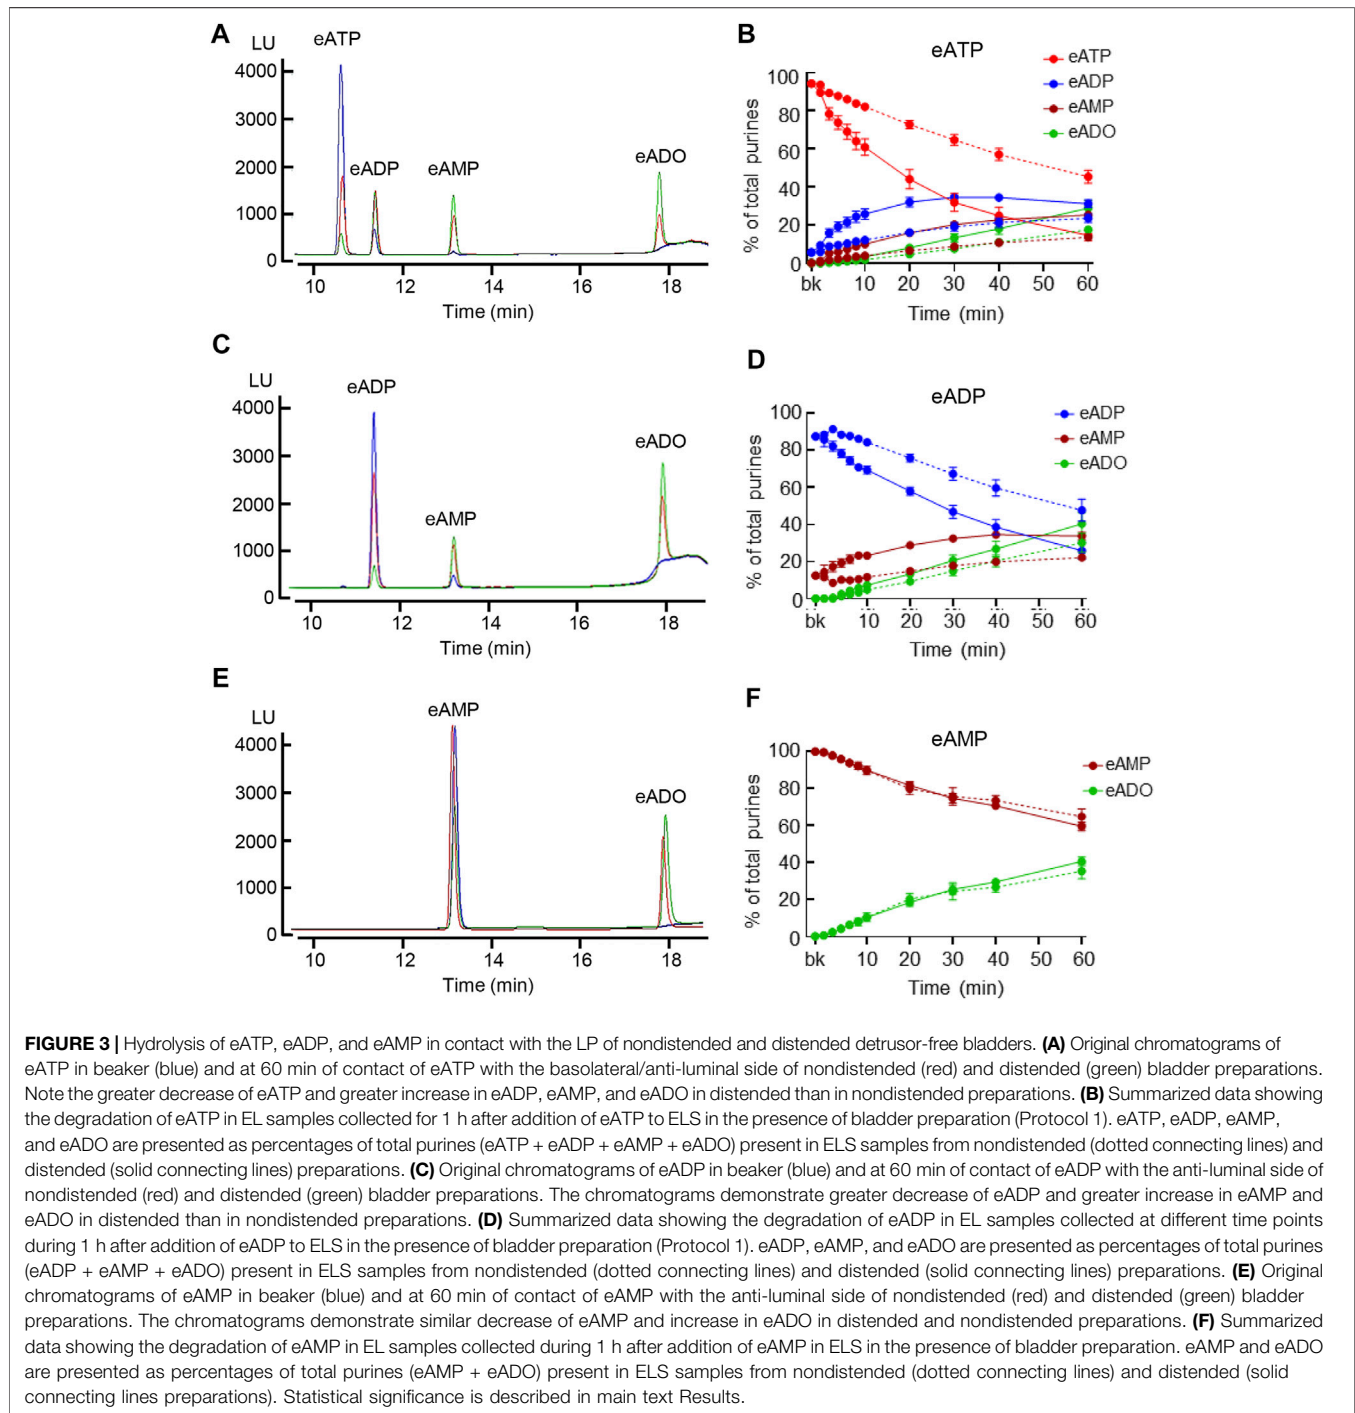 A
LU
eATP
eADP
eAMP
eADO
4000
3000
2000
1000
0
10
12
14
16
18
Time (min)
B
eATP
eATP
eADP
eAMP
eADO
% of total purines
100
80
60
40
20
0
bk
10
20
30
40
50
60
Time (min)
C
LU
eADP
eAMP
eADO
4000
3000
2000
1000
0
10
12
14
16
18
Time (min)
D
eADP
eADP
eAMP
eADO
% of total purines
100
80
60
40
20
0
bk
10
20
30
40
50
60
Time (min)
E
LU
eAMP
eADO
4000
3000
2000
1000
0
10
12
14
16
18
Time (min)
F
eAMP
eAMP
eADO
% of total purines
100
80
60
40
20
0
bk
10
20
30
40
50
60
Time (min)
FIGURE 3 | Hydrolysis of eATP, eADP, and eAMP in contact with the LP of nondistended and distended detrusor-free bladders. (A) Original chromatograms of
eATP in beaker (blue) and at 60 min of contact of eATP with the basolateral/anti-luminal side of nondistended (red) and distended (green) bladder preparations.
Note the greater decrease of eATP and greater increase in eADP, eAMP, and eADO in distended than in nondistended preparations. (B) Summarized data showing
the degradation of eATP in EL samples collected for 1 h after addition of eATP to ELS in the presence of bladder preparation (Protocol 1). eATP, eADP, eAMP,
and eADO are presented as percentages of total purines (eATP + eADP + eAMP + eADO) present in ELS samples from nondistended (dotted connecting lines) and
distended (solid connecting lines) preparations. (C) Original chromatograms of eADP in beaker (blue) and at 60 min of contact of eADP with the anti-luminal side of
nondistended (red) and distended (green) bladder preparations. The chromatograms demonstrate greater decrease of eADP and greater increase in eAMP and
eADO in distended than in nondistended preparations. (D) Summarized data showing the degradation of eADP in EL samples collected at different time points
during 1 h after addition of eADP to ELS in the presence of bladder preparation (Protocol 1). eADP, eAMP, and eADO are presented as percentages of total purines
(eADP + eAMP + eADO) present in ELS samples from nondistended (dotted connecting lines) and distended (solid connecting lines) preparations. (E) Original
chromatograms of eAMP in beaker (blue) and at 60 min of contact of eAMP with the anti-luminal side of nondistended (red) and distended (green) bladder
preparations. The chromatograms demonstrate similar decrease of eAMP and increase in eADO in distended and nondistended preparations. (F) Summarized
data showing the degradation of eAMP in EL samples collected during 1 h after addition of eAMP in ELS in the presence of bladder preparation. eAMP and eADO
are presented as percentages of total purines (eAMP + eADO) present in ELS samples from nondistended (dotted connecting lines) and distended (solid
connecting lines preparations). Statistical significance is described in main text Results.